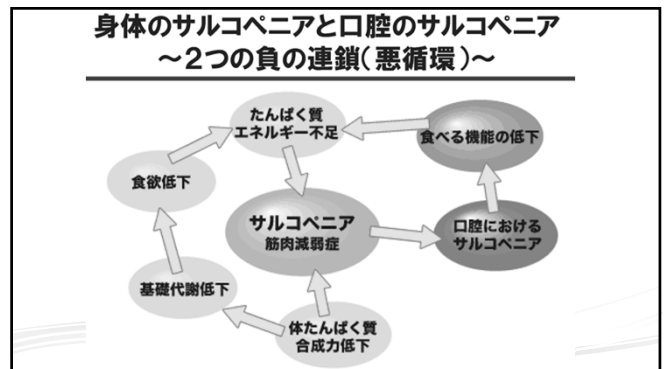 身体のサルコペニアと口腔のサルコペニア
～2つの負の連鎖(悪循環)～
たんぱく質
エネルギー不足
食べる機能の低下
食欲低下
サルコペニア
筋肉減弱症
口腔における
サルコペニア
基礎代謝低下
体たんぱく質
合成力低下